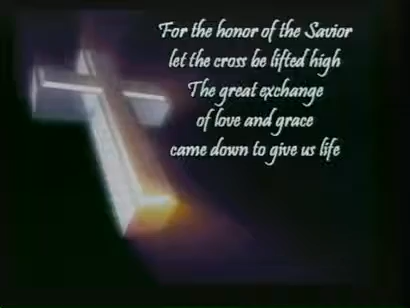 For the honor of the Savior
let the cross be lifted high
The great exchange
of love and grace
came down to give us life